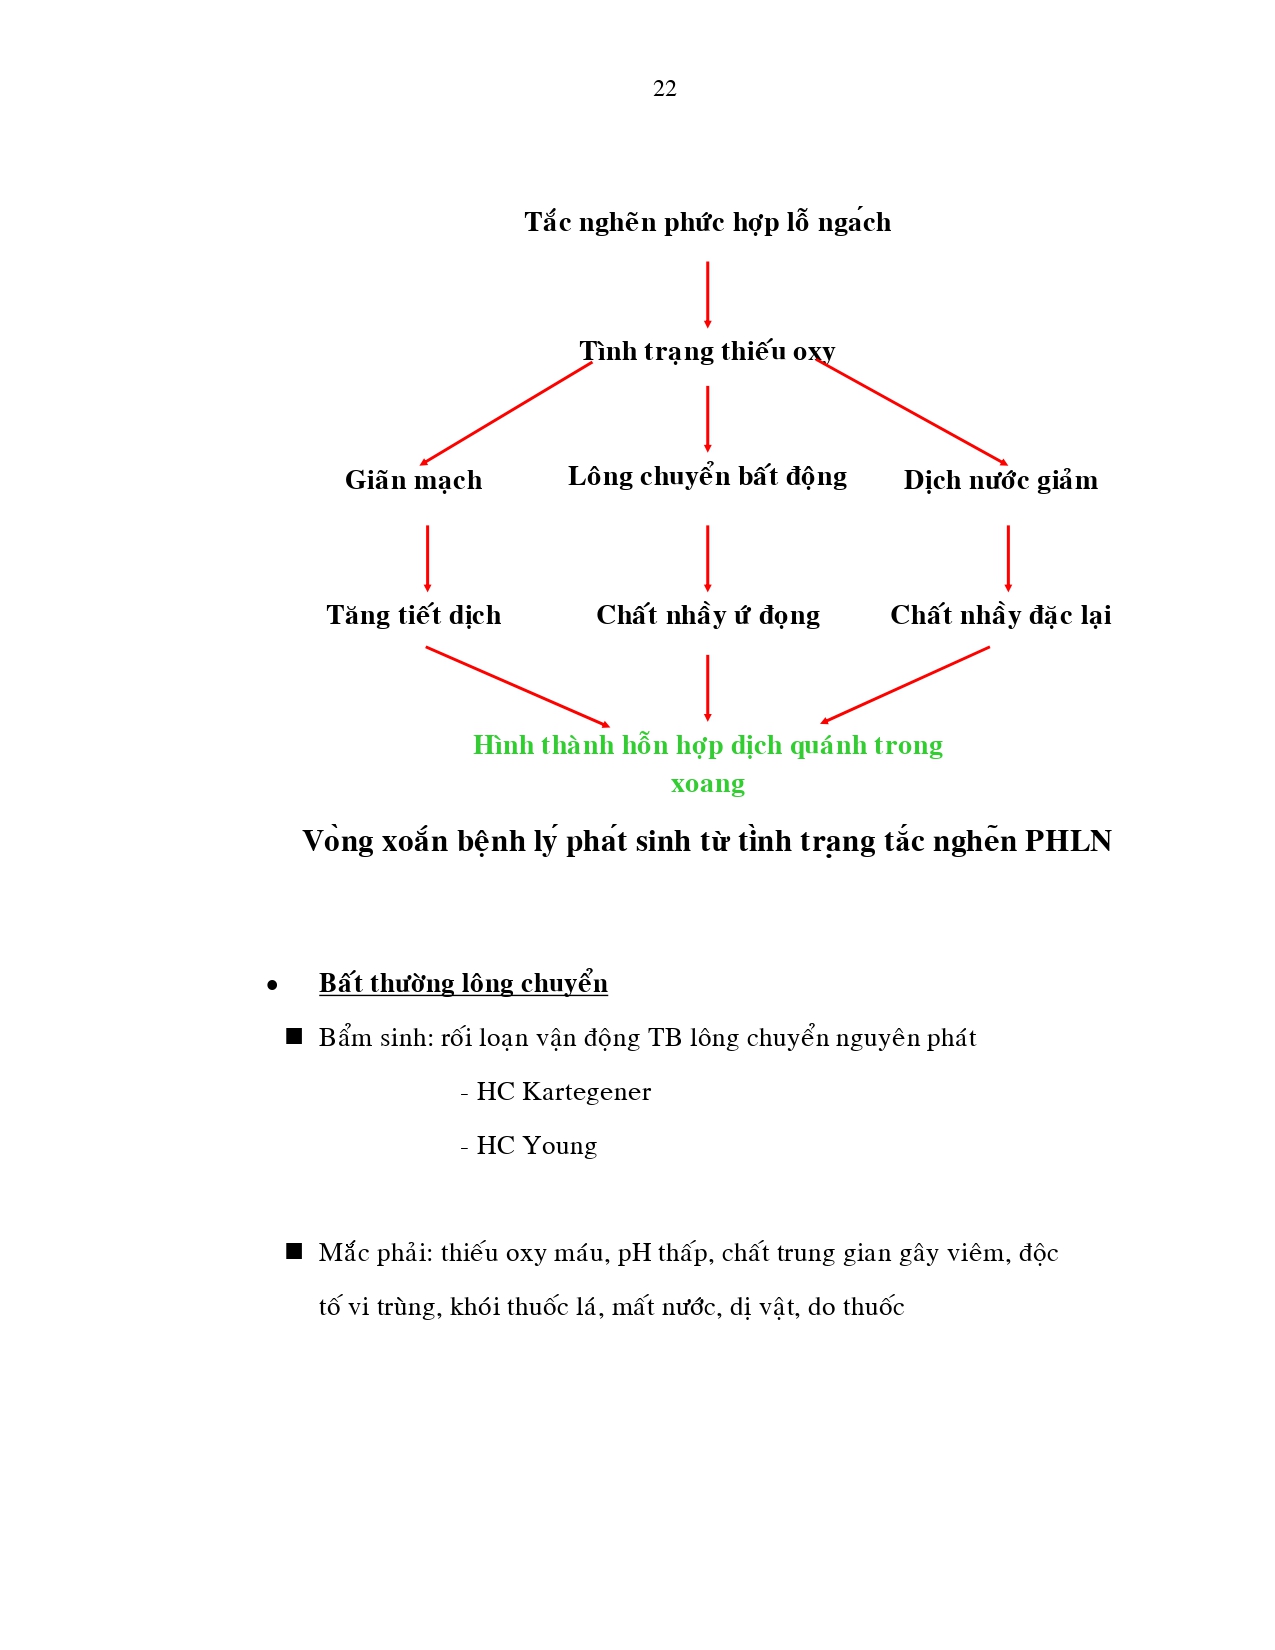 22
Tắc nghẽn phức hợp lỗ ngách
Tình trạng thiếu oxy
Giãn mạch
Lông chuyển bất động
Dịch nước giảm
Tăng tiết dịch
Chất nhầy ứ đọng
Chất nhầy đặc lại
Hình thành hỗn hợp dịch quánh trong
xoang
Vòng xoắn bệnh lý phát sinh từ tình trạng tắc nghẽn PHLN
• Bất thường lông chuyển
■ Bẩm sinh: rối loạn vận động TB lông chuyển nguyên phát
- HC Kartegener
- HC Young
■ Mắc phải: thiếu oxy máu, pH thấp, chất trung gian gây viêm, độc
tố vi trùng, khói thuốc lá, mất nước, dị vật, do thuốc